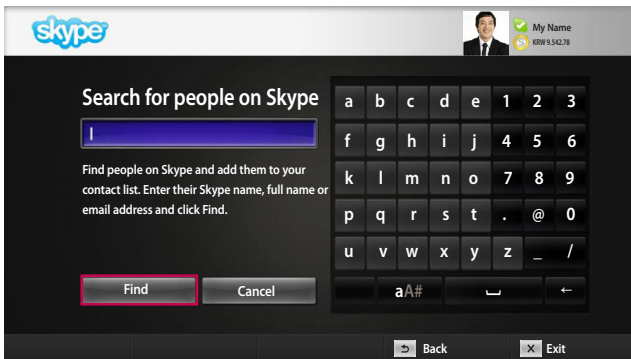 skype
My Name
KRW 9.542.78
Search for people on Skype
Find people on Skype and add them to your
contact list. Enter their Skype name, full name or
email address and click Find.
Find
Cancel
a b c d e 1 2 3
f g h i j 4 5 6
k l m n o 7 8 9
p q r s t . @ 0
u v w x y z _ /
aA# ←
Back
X Exit